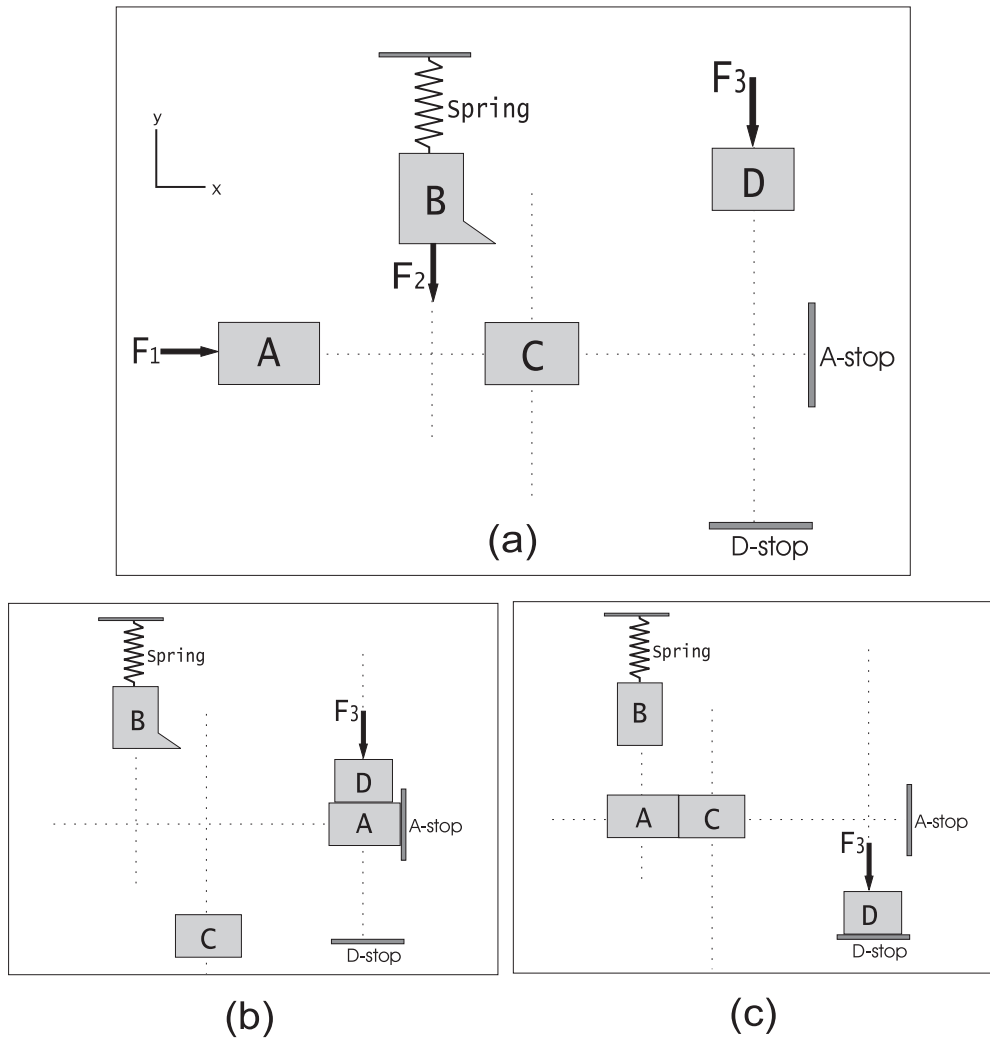 F3
Spring
y
x
B
D
F2
F1
A
C
A-stop
D-stop
(a)
Spring
B
F3
D
A
A-stop
C
D-stop
(b)
Spring
B
A
C
A-stop
F3
D
D-stop
(c)